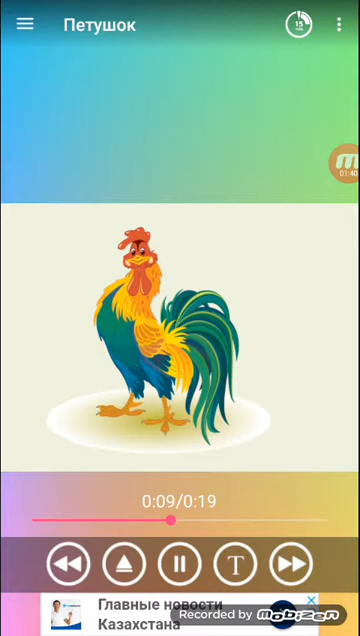 Петушок
15
01:40
0:09/0:19
T
Главные новости
Казахстана
Recorded by mobizen